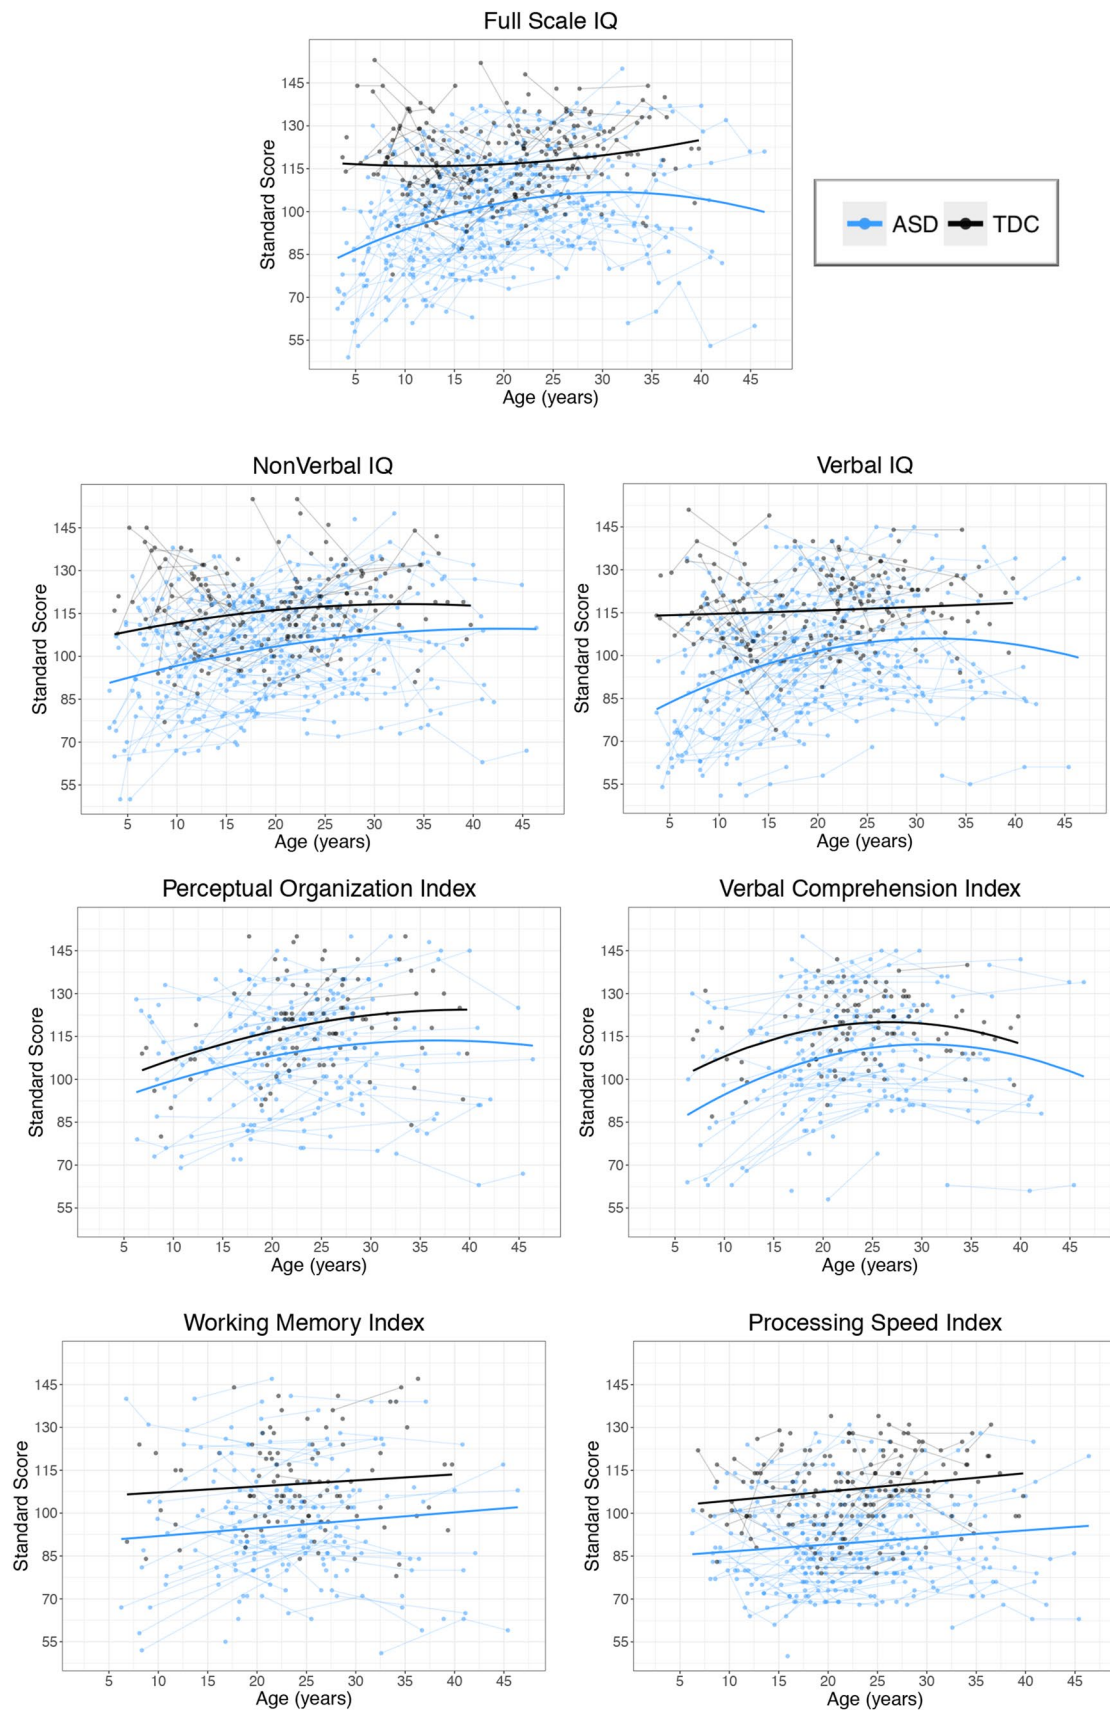 Full Scale IQ
Standard Score
145
130
115
100
85
70
55
5 10 15 20 25 30 35 40 45
Age (years)
ASD TDC
NonVerbal IQ
Standard Score
145
130
115
100
85
70
55
5 10 15 20 25 30 35 40 45
Age (years)
Verbal IQ
Standard Score
145
130
115
100
85
70
55
5 10 15 20 25 30 35 40 45
Age (years)
Perceptual Organization Index
Standard Score
145
130
115
100
85
70
55
5 10 15 20 25 30 35 40 45
Age (years)
Verbal Comprehension Index
Standard Score
145
130
115
100
85
70
55
5 10 15 20 25 30 35 40 45
Age (years)
Working Memory Index
Standard Score
145
130
115
100
85
70
55
5 10 15 20 25 30 35 40 45
Age (years)
Processing Speed Index
Standard Score
145
130
115
100
85
70
55
5 10 15 20 25 30 35 40 45
Age (years)